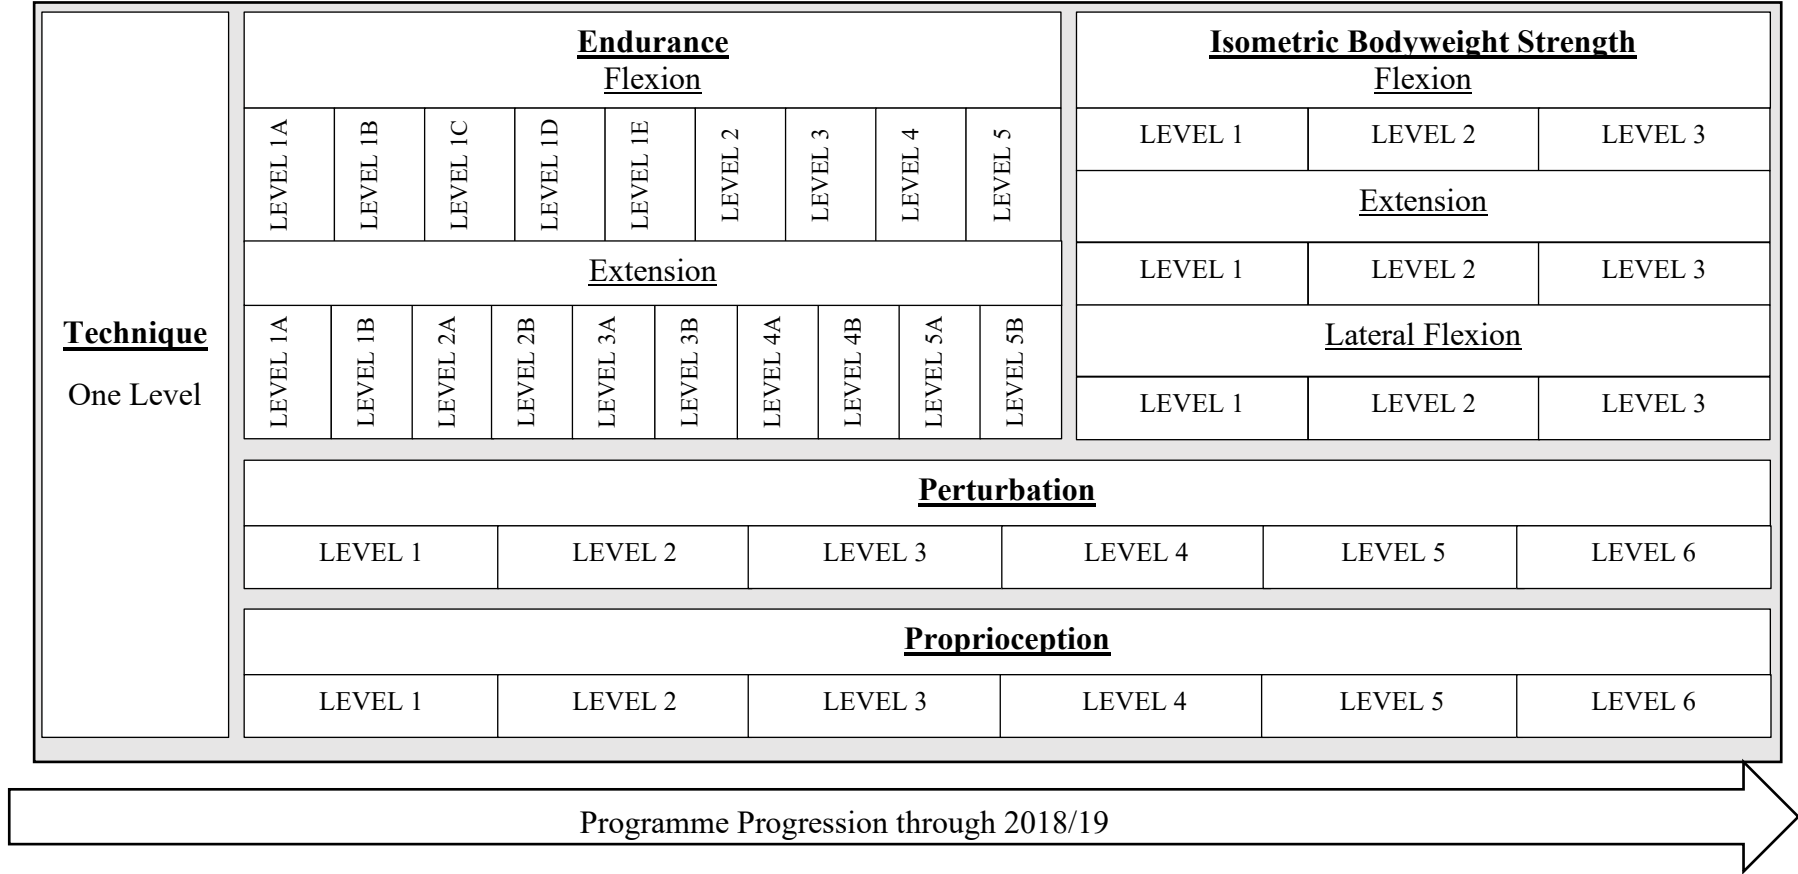 Technique
One Level
Endurance
Flexion
LEVEL 1A
LEVEL 1B
LEVEL 1C
LEVEL 1D
LEVEL 1E
LEVEL 2
LEVEL 3
LEVEL 4
LEVEL 5
Extension
LEVEL 1A
LEVEL 1B
LEVEL 2A
LEVEL 2B
LEVEL 3A
LEVEL 3B
LEVEL 4A
LEVEL 4B
LEVEL 5A
LEVEL 5B
Isometric Bodyweight Strength
Flexion
LEVEL 1 LEVEL 2 LEVEL 3
Extension
LEVEL 1 LEVEL 2 LEVEL 3
Lateral Flexion
LEVEL 1 LEVEL 2 LEVEL 3
Perturbation
LEVEL 1 LEVEL 2 LEVEL 3 LEVEL 4 LEVEL 5 LEVEL 6
Proprioception
LEVEL 1 LEVEL 2 LEVEL 3 LEVEL 4 LEVEL 5 LEVEL 6
Programme Progression through 2018/19